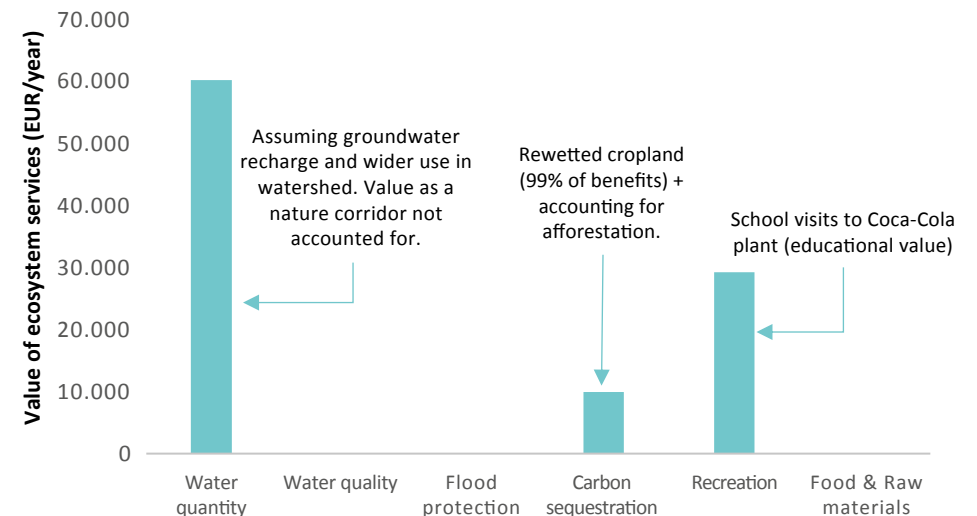 Value of ecosystem services (EUR/year)
70.000
60.000
50.000
40.000
30.000
20.000
10.000
0
Assuming groundwater
recharge and wider use in
watershed. Value as a
nature corridor not
accounted for.
Rewetted cropland
(99% of benefits) +
accounting for
afforestation.
School visits to Coca-Cola
plant (educational value)
Water
quantity
Water quality
Flood
protection
Carbon
sequestration
Recreation
Food & Raw
materials